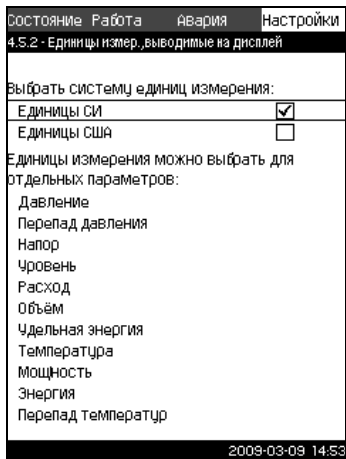 Состояние Работа Авария Настройки
4.5.2 - Единицы измер.,выводимые на дисплей
Выбрать систему единиц измерения:
Единицы СИ
Единицы США
Единицы измерения можно выбрать для
отдельных параметров:
Давление
Перепад давления
Напор
Уровень
Расход
Объём
Удельная энергия
Температура
Мощность
Энергия
Перепад температур
2009-03-09 14:53